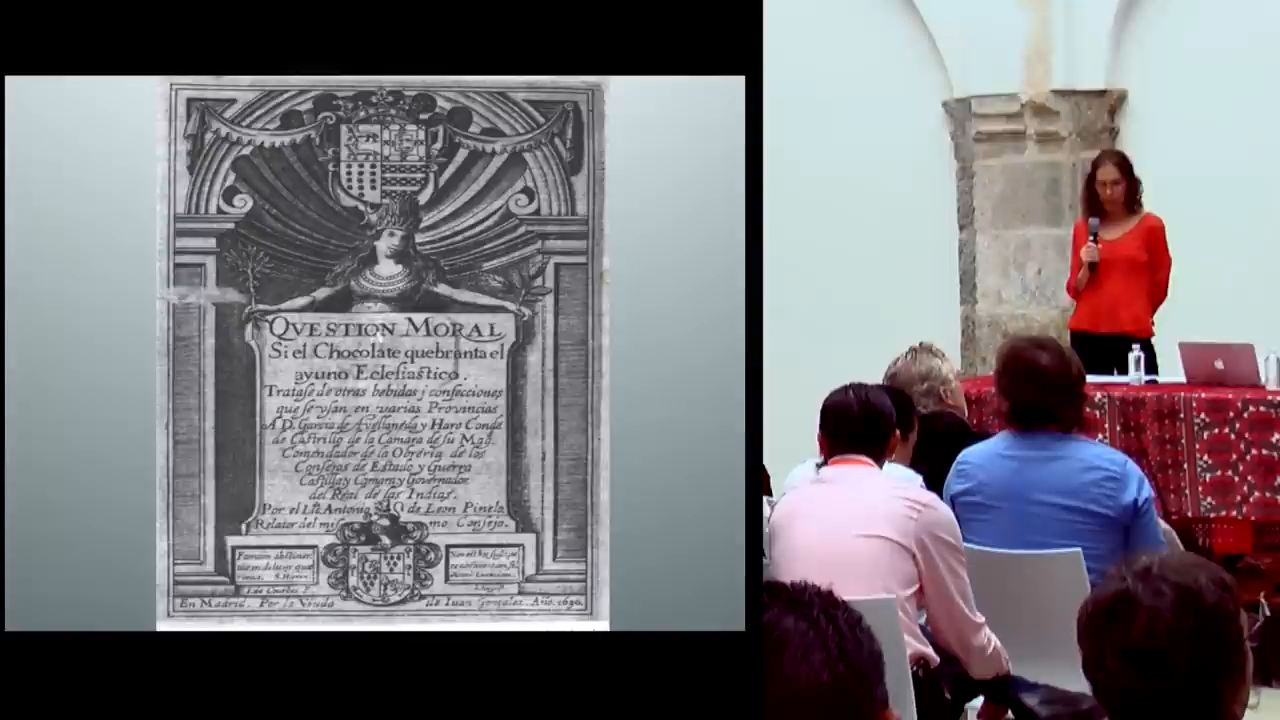 QVESTION MORAL
Si el Chocolate quebranta el
ayuno Eclesiastico.
Tratase de otras bebidas i confecciones
que se vsan en varias Provincias
A D. Garcia de Avellaneda y Haro Conde
de Castrillo de la Camara de su Mag.
Comendador de la Obreria de los
Consejos de Estado y Guerra
Castilla y Camara y Governador
del Real de las Indias.
Por el Lic. Antonio de Leon Pinelo
Relator del mismo Consejo.
En Madrid. Por la Viuda de Iuan Gonçalez. Año. 1636.